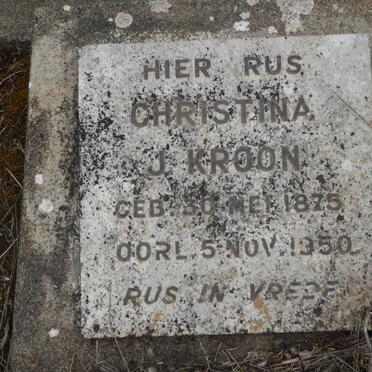 HIER RUS
CHRISTINA
J. KROON
GEB. 30 MEI. 1875
OORL. 5 NOV. 1950.
RUS IN VREDE